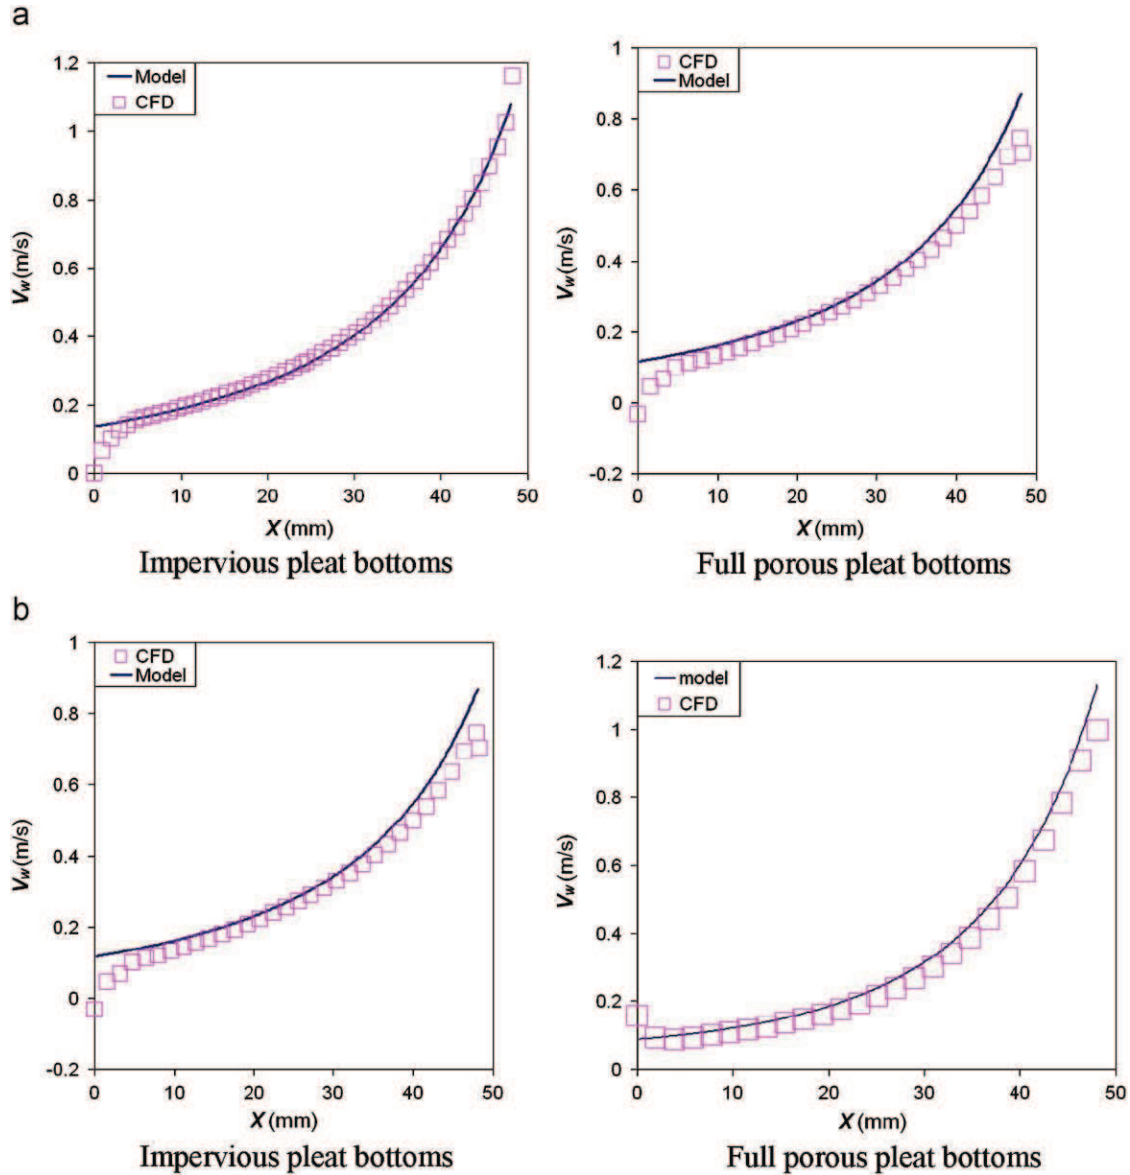 a
Model
CFD
1.2
1
0.8
0.6
0.4
0.2
0
V_w(m/s)
0 10 20 30 40 50
X (mm)
Impervious pleat bottoms
CFD
Model
1
0.8
0.6
0.4
0.2
0
-0.2
V_w(m/s)
0 10 20 30 40 50
X (mm)
Full porous pleat bottoms
b
CFD
Model
1
0.8
0.6
0.4
0.2
0
-0.2
V_w(m/s)
0 10 20 30 40 50
X (mm)
Impervious pleat bottoms
model
CFD
1.2
1
0.8
0.6
0.4
0.2
0
V_w(m/s)
0 10 20 30 40 50
X (mm)
Full porous pleat bottoms